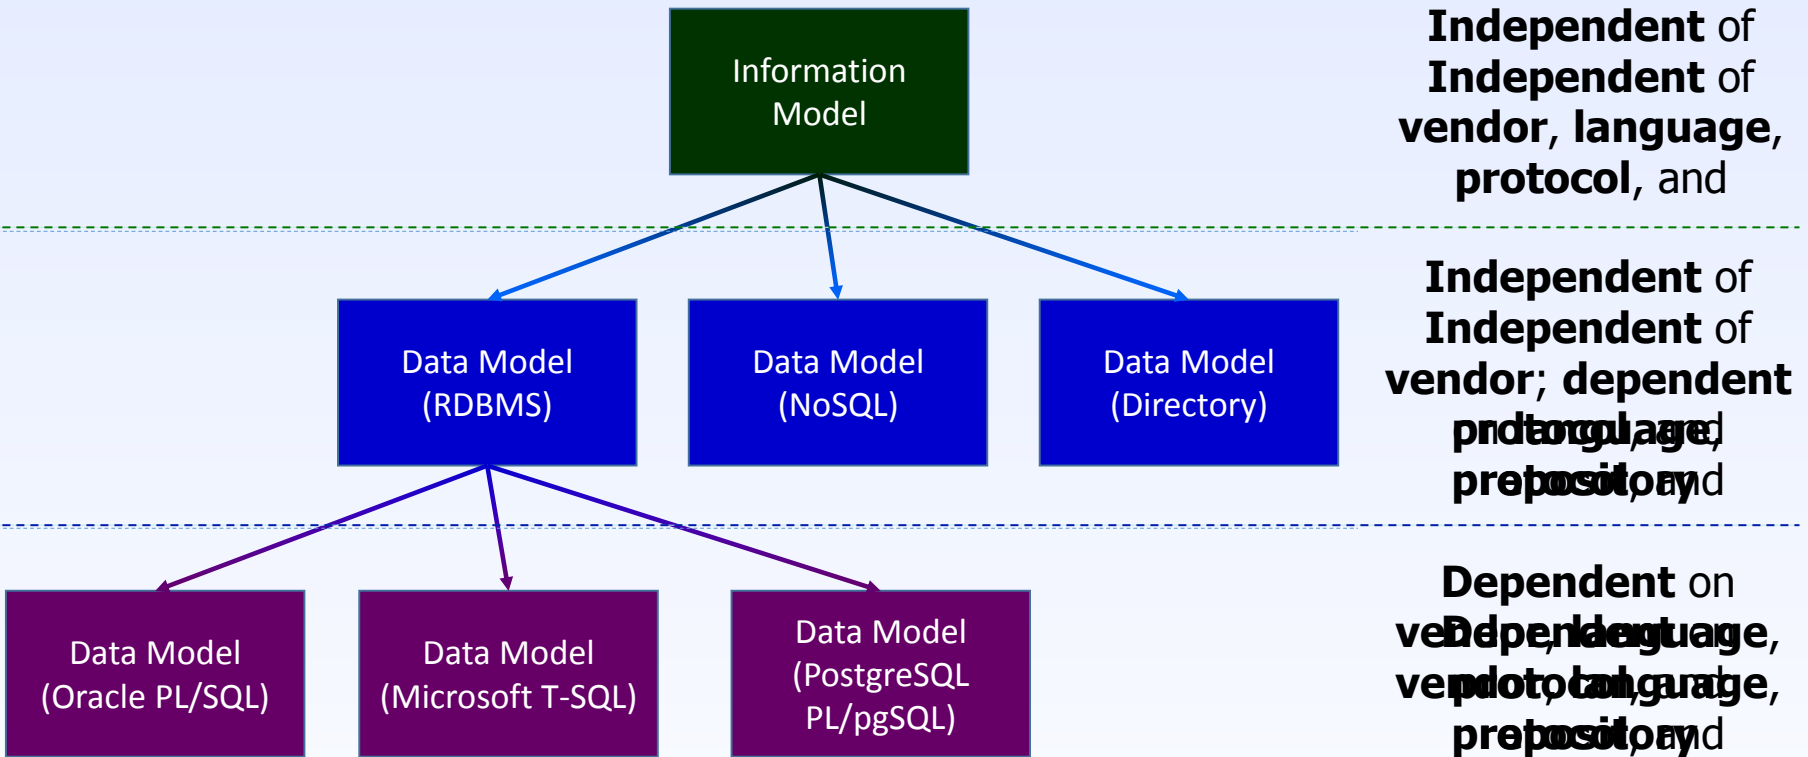 Information
Model
Independent of
Independent of
vendor, language,
protocol, and
Data Model
(RDBMS)
Data Model
(NoSQL)
Data Model
(Directory)
Independent of
Independent of
vendor; dependent
Data Model
(Oracle PL/SQL)
Data Model
(Microsoft T-SQL)
Data Model
(PostgreSQL
PL/pgSQL)
Dependent on